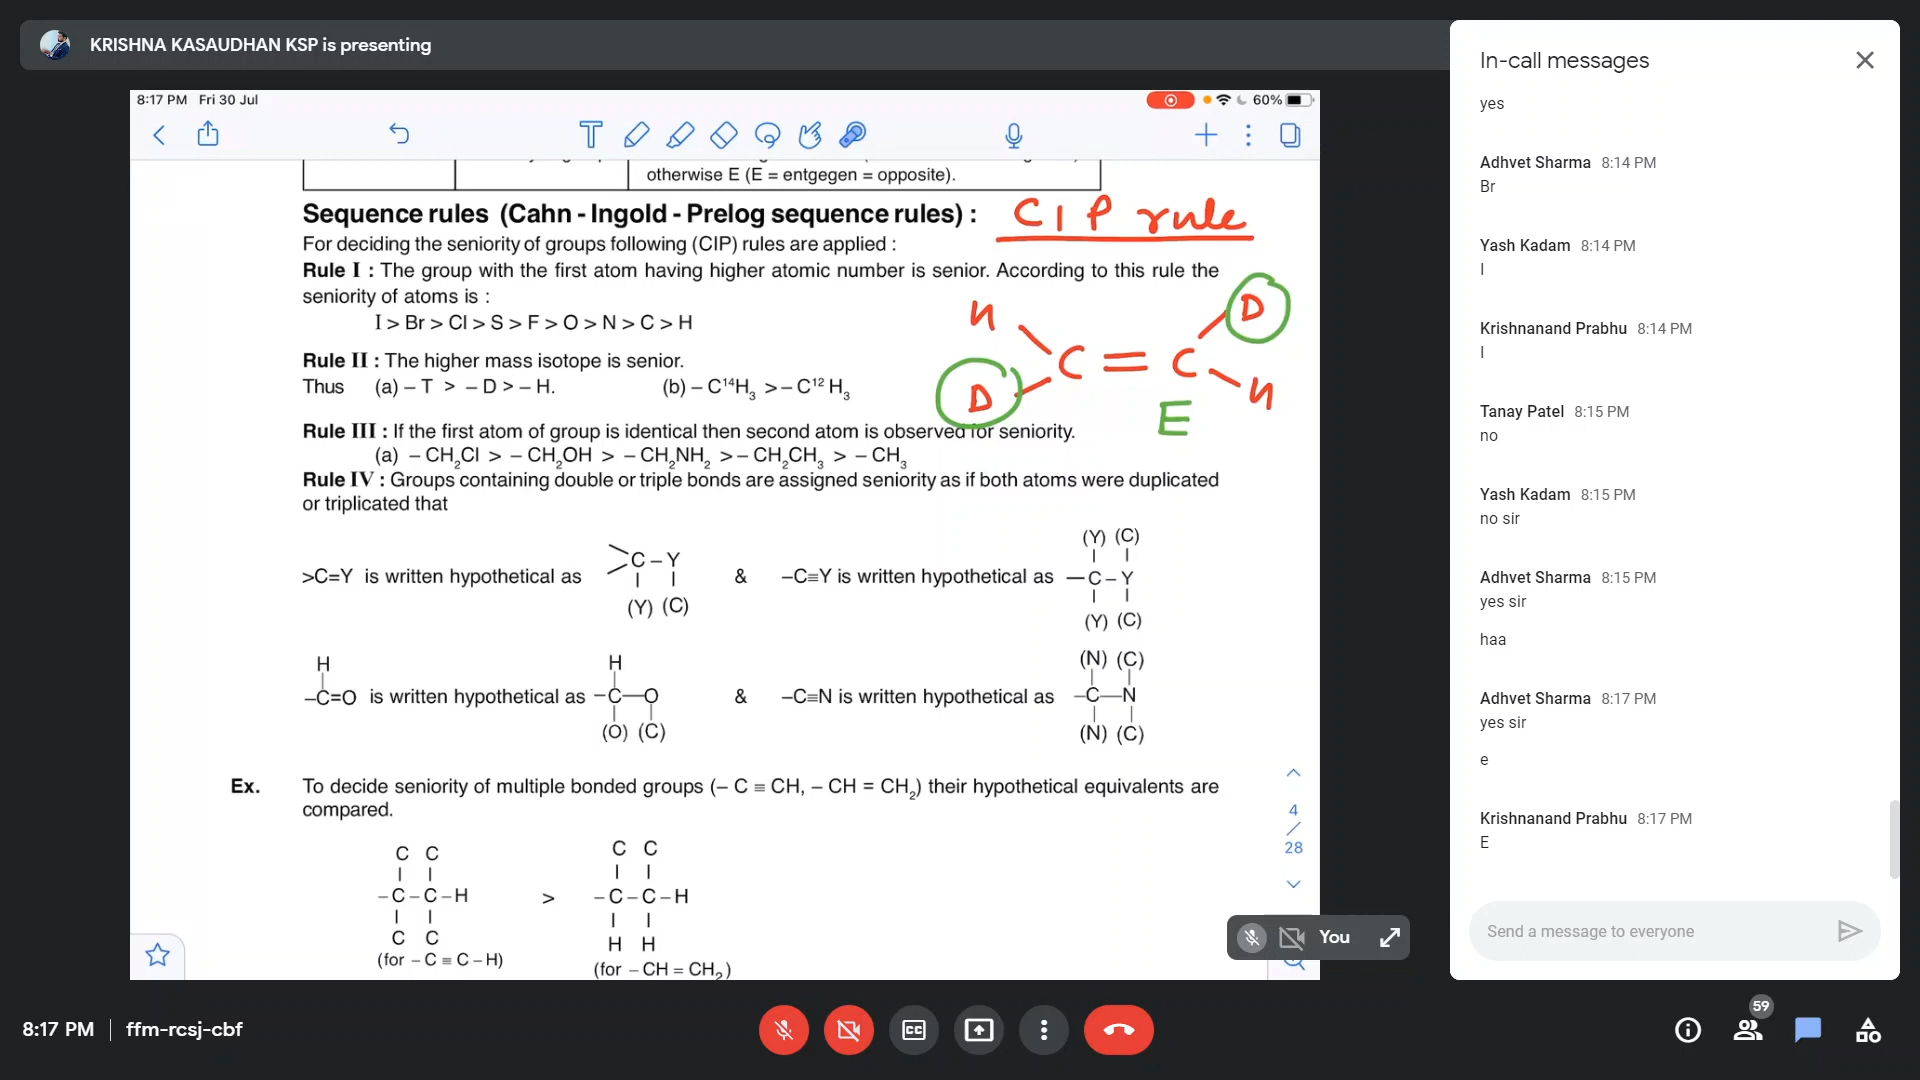 KRISHNA KASAUDHAN KSP is presenting
8:17 PM Fri 30 Jul
60%
otherwise E (E = entgegen = opposite).
Sequence rules (Cahn - Ingold - Prelog sequence rules) : CIP rule
For deciding the seniority of groups following (CIP) rules are applied :
Rule I : The group with the first atom having higher atomic number is senior. According to this rule the
seniority of atoms is :
I > Br > Cl > S > F > O > N > C > H
H D
C = C
D H
E
Rule II : The higher mass isotope is senior.
Thus (a) – T > – D > – H. (b) – C¹⁴H₃ > – C¹² H₃
Rule III : If the first atom of group is identical then second atom is observed for seniority.
(a) – CH₂Cl > – CH₂OH > – CH₂NH₂ > – CH₂CH₃ > – CH₃
Rule IV : Groups containing double or triple bonds are assigned seniority as if both atoms were duplicated
or triplicated that
>C=Y is written hypothetical as
C – Y
(Y) (C)
& –C≡Y is written hypothetical as
(Y) (C)
– C – Y
(Y) (C)
H
–C=O is written hypothetical as
H
–C—O
(O) (C)
& –C≡N is written hypothetical as
(N) (C)
–C—N
(N) (C)
Ex. To decide seniority of multiple bonded groups (– C ≡ CH, – CH = CH₂) their hypothetical equivalents are
compared.
C C
– C – C – H
C C
(for – C ≡ C – H)
>
C C
– C – C – H
H H
(for – CH = CH₂)
4
/
28
You
In-call messages
yes
Adhvet Sharma 8:14 PM
Br
Yash Kadam 8:14 PM
I
Krishnanand Prabhu 8:14 PM
I
Tanay Patel 8:15 PM
no
Yash Kadam 8:15 PM
no sir
Adhvet Sharma 8:15 PM
yes sir
haa
Adhvet Sharma 8:17 PM
yes sir
e
Krishnanand Prabhu 8:17 PM
E
Send a message to everyone
8:17 PM | ffm-rcsj-cbf
CC
59